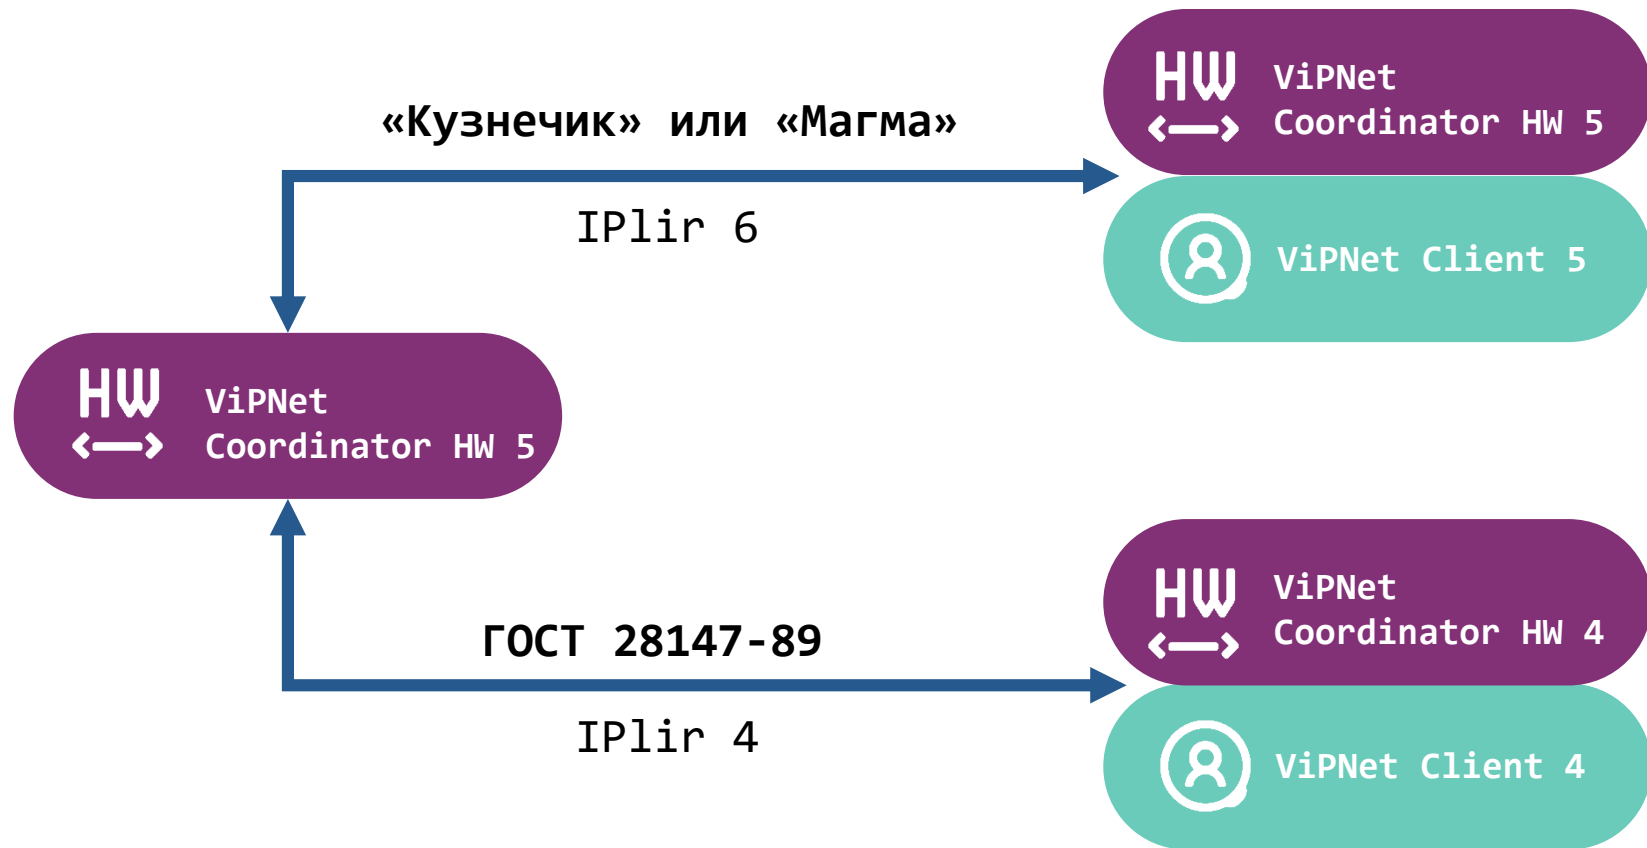 HW
ViPNet
Coordinator HW 5
«Кузнечик» или «Магма»
IPlir 6
ViPNet Client 5
HW
ViPNet
Coordinator HW 5
HW
ViPNet
Coordinator HW 4
ГОСТ 28147-89
IPlir 4
ViPNet Client 4